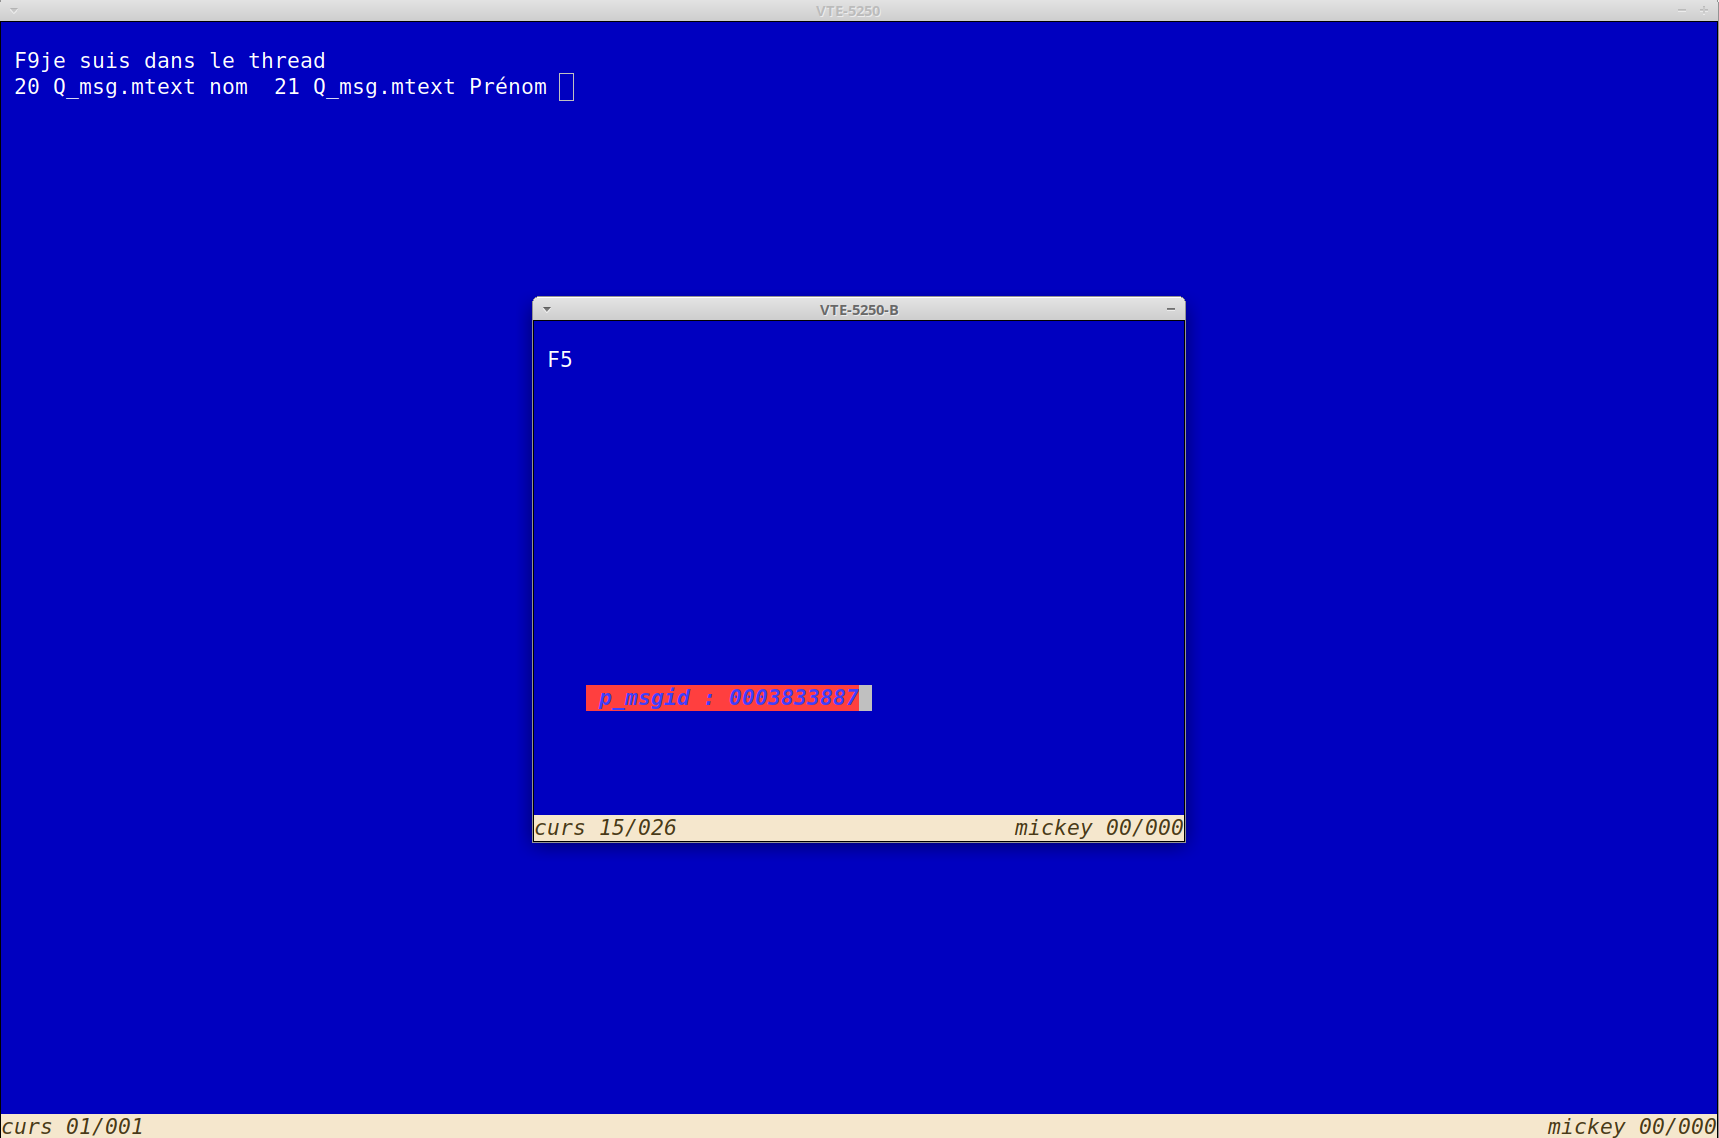 VTE-5250
F9je suis dans le thread
20 Q_msg.mtext nom  21 Q_msg.mtext Prénom
VTE-5250-B
F5
p_msgid : 0003833887
curs 15/026 mickey 00/000
curs 01/001 mickey 00/000